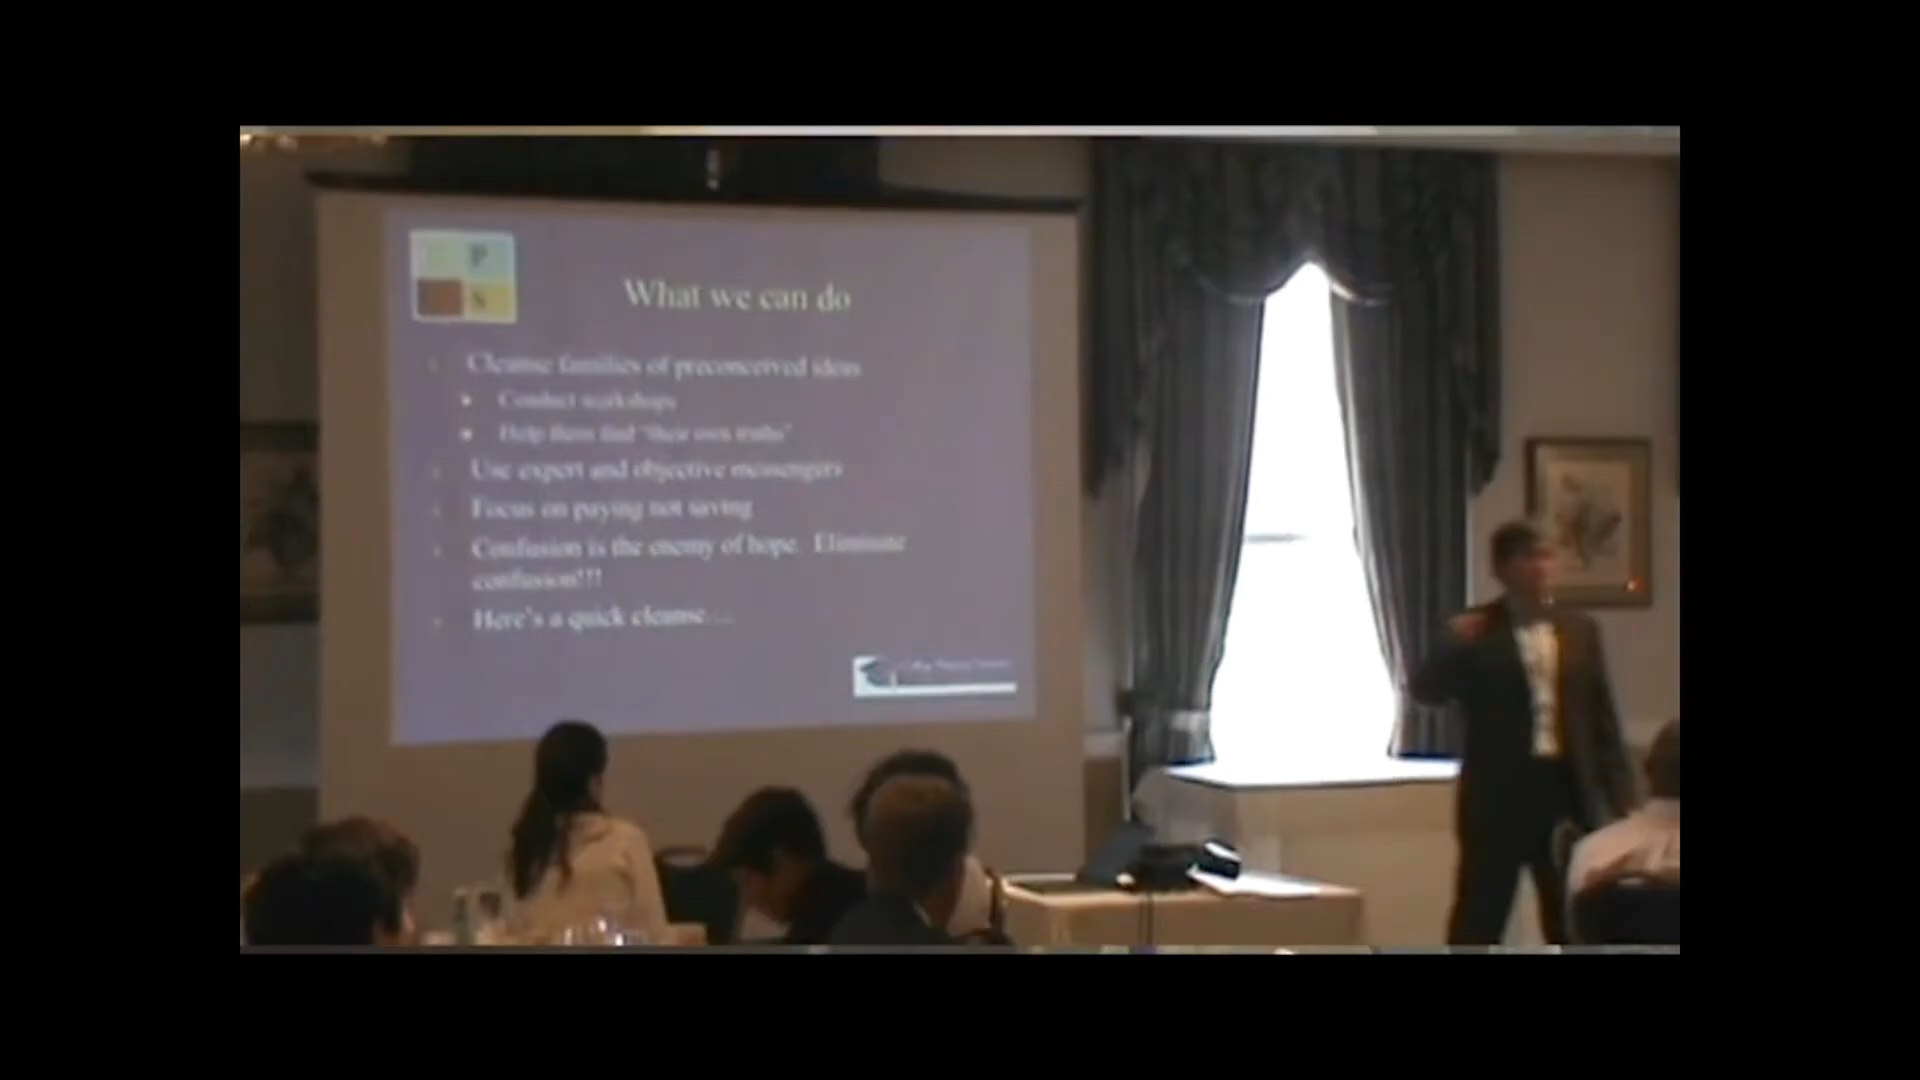 P
S
What we can do
Cleanse families of preconceived ideas
Conduct workshops
Help them find "their own truths"
Use expert and objective messengers
Focus on paying not saving
Confusion is the enemy of hope. Eliminate
confusion!!!
Here's a quick cleanse…